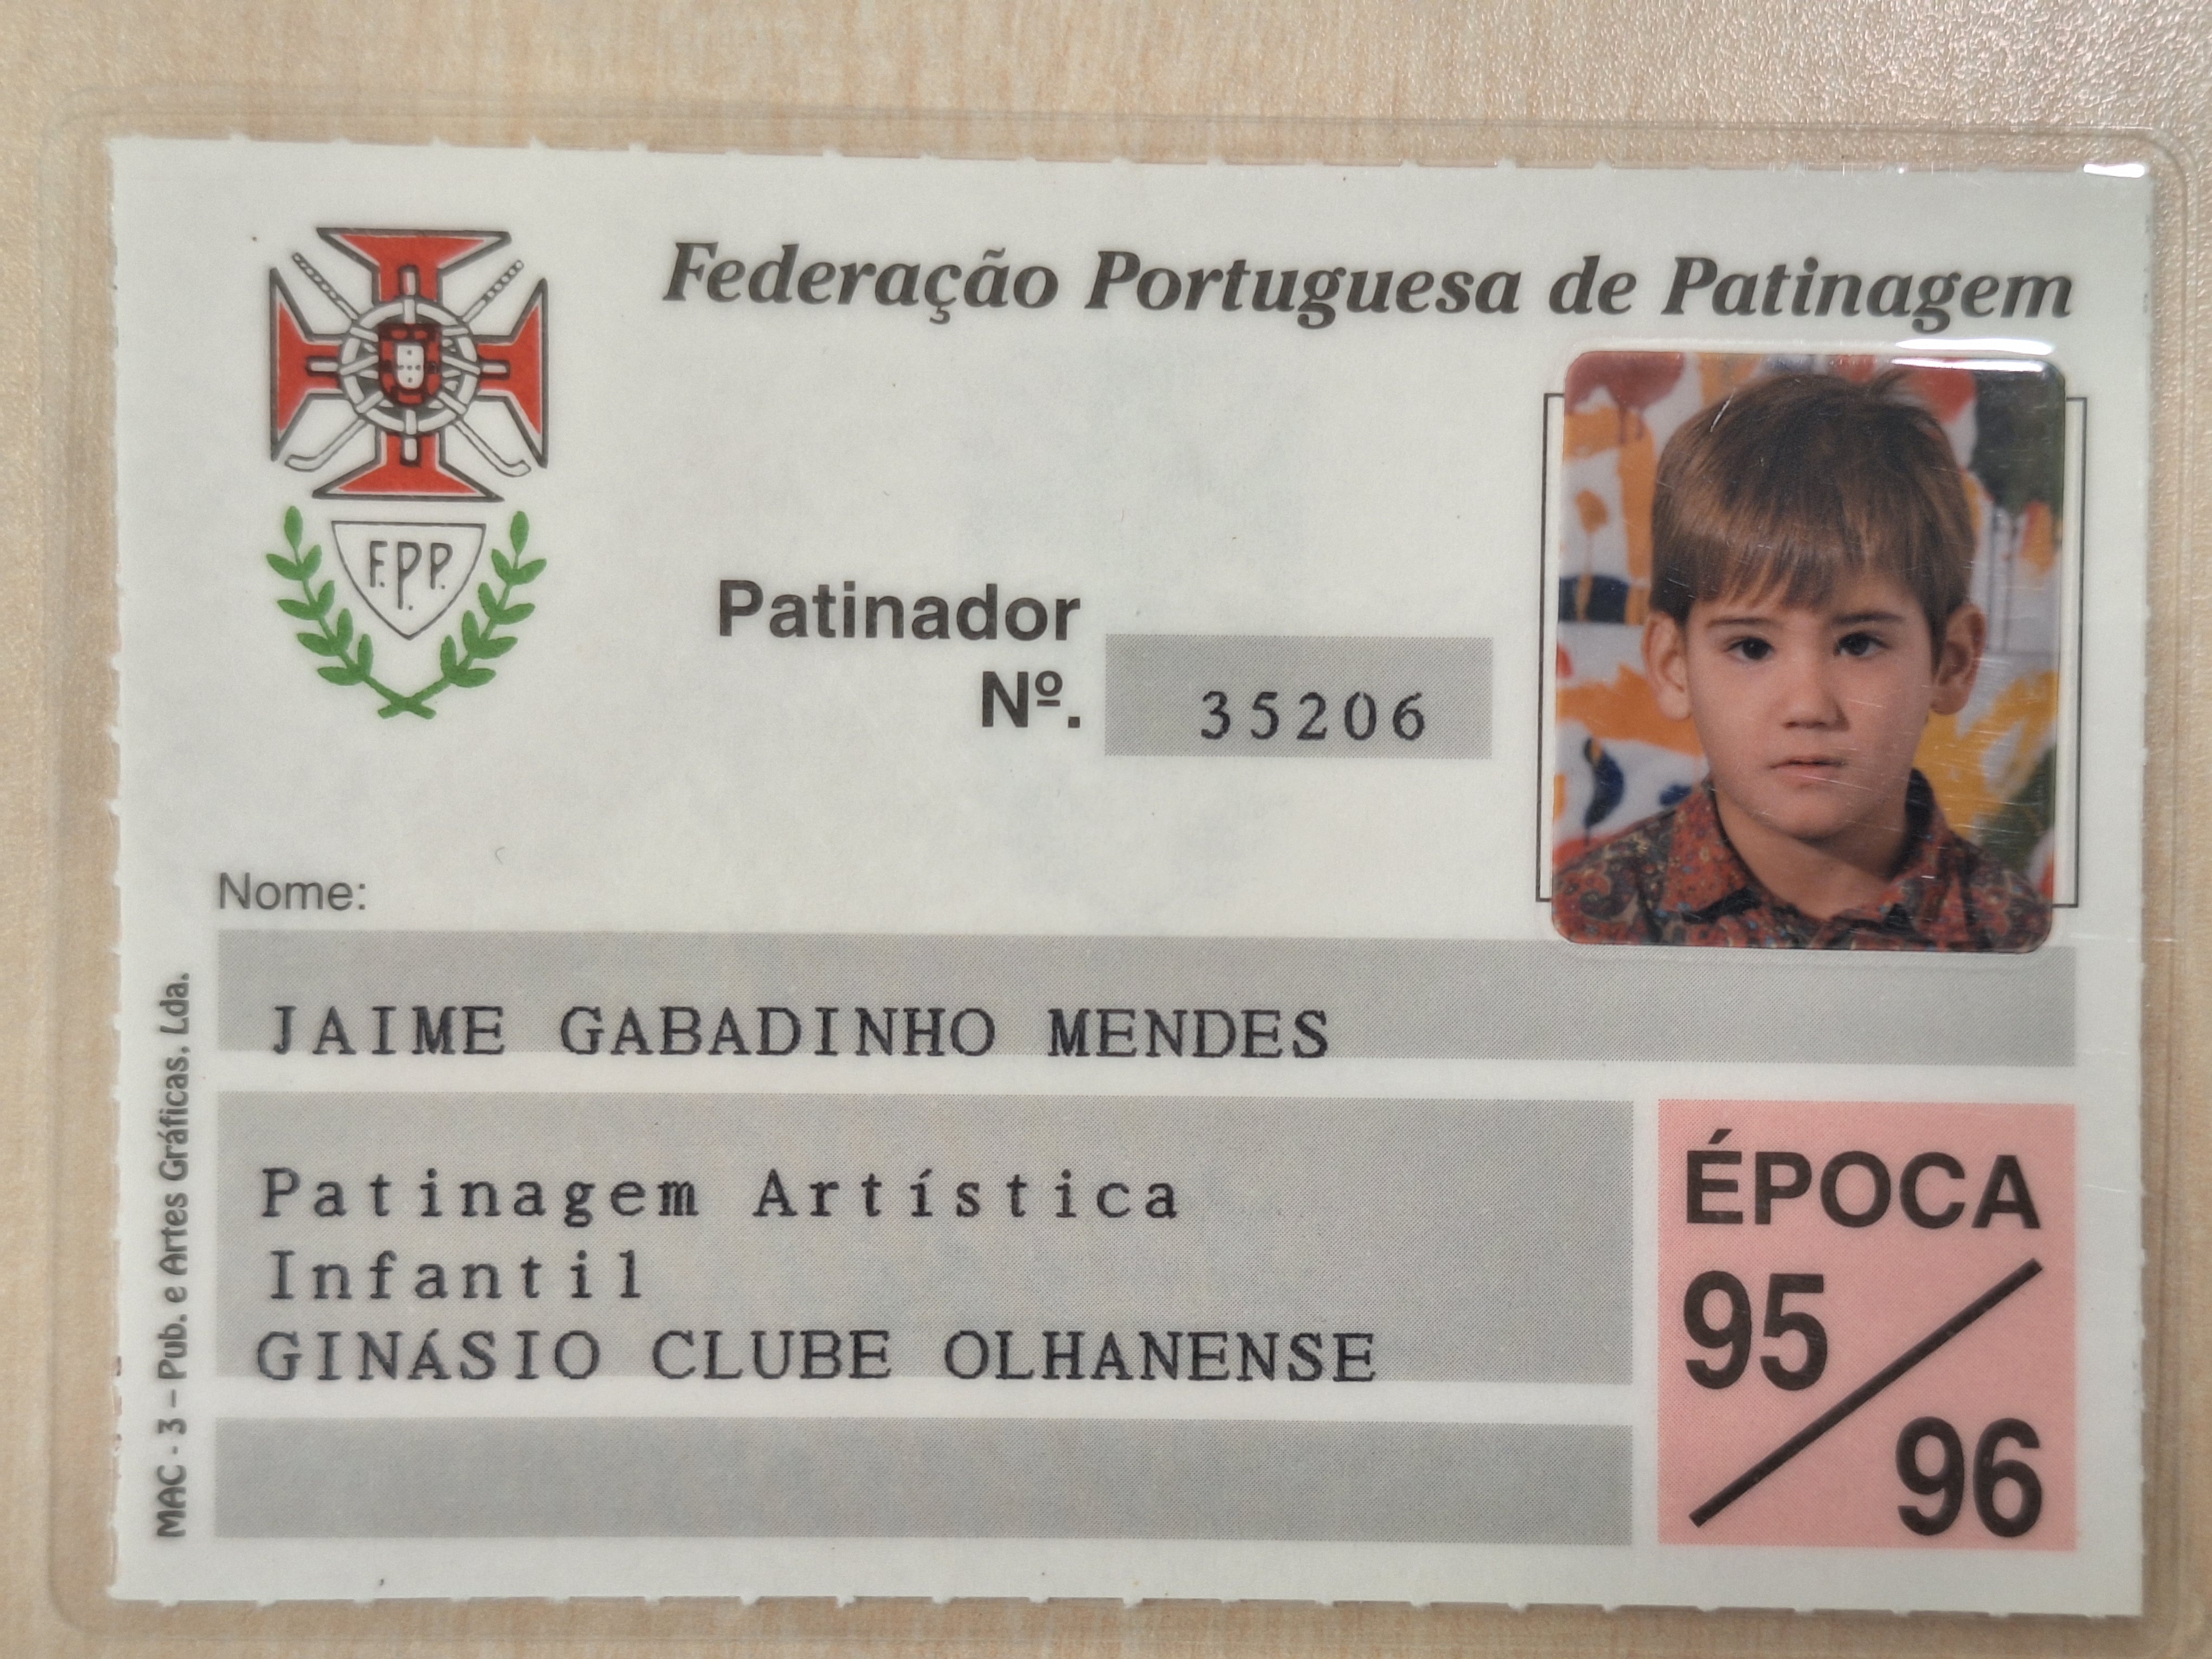 Federação Portuguesa de Patinagem
F.P.P.
Patinador
Nº. 35206
Nome:
JAIME GABADINHO MENDES
Patinagem Artística
Infantil
GINÁSIO CLUBE OLHANENSE
ÉPOCA
95/96
MAC - 3 - Pub. e Artes Gráficas. Lda.